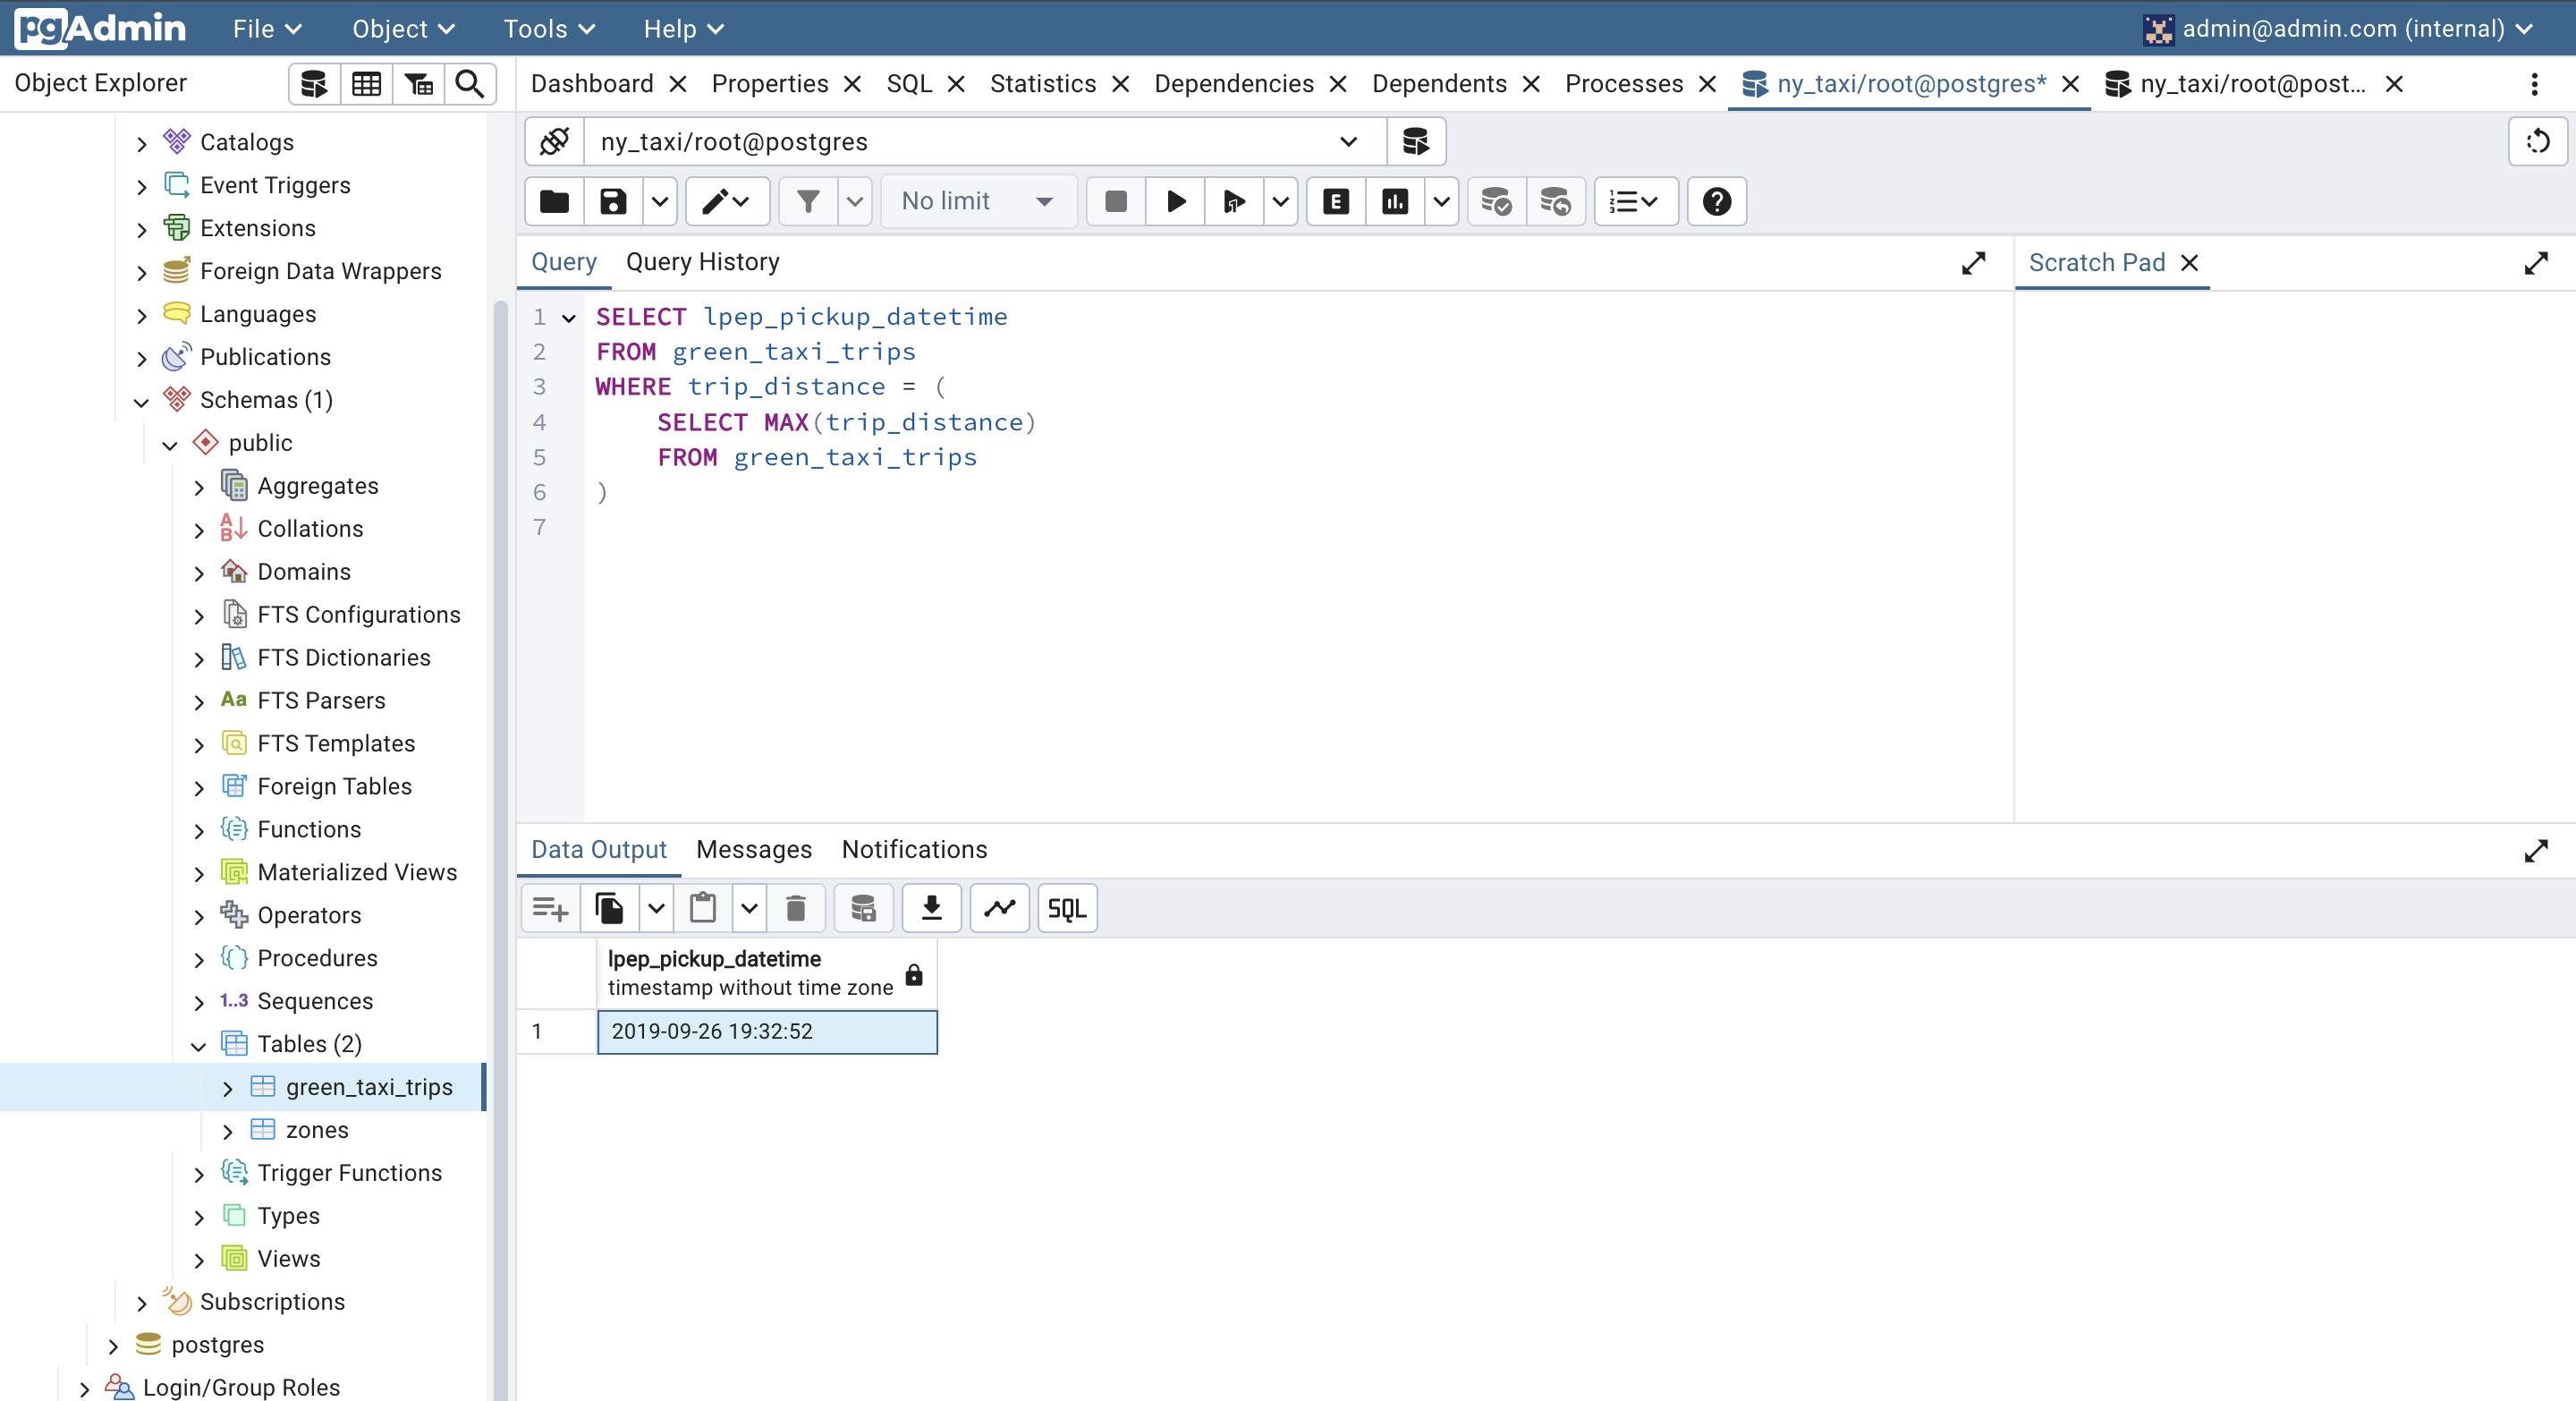 pgAdmin File Object Tools Help admin@admin.com (internal)
Object Explorer
Dashboard Properties SQL Statistics Dependencies Dependents Processes ny_taxi/root@postgres* ny_taxi/root@post...
Catalogs
Event Triggers
Extensions
Foreign Data Wrappers
Languages
Publications
Schemas (1)
public
Aggregates
Collations
Domains
FTS Configurations
FTS Dictionaries
Aa FTS Parsers
FTS Templates
Foreign Tables
Functions
Materialized Views
Operators
Procedures
1..3 Sequences
Tables (2)
green_taxi_trips
zones
Trigger Functions
Types
Views
Subscriptions
postgres
Login/Group Roles
ny_taxi/root@postgres
No limit
E
Query Query History
Scratch Pad
1 SELECT lpep_pickup_datetime
2 FROM green_taxi_trips
3 WHERE trip_distance = (
4 SELECT MAX(trip_distance)
5 FROM green_taxi_trips
6 )
7
Data Output Messages Notifications
SQL
lpep_pickup_datetime
timestamp without time zone
1 2019-09-26 19:32:52